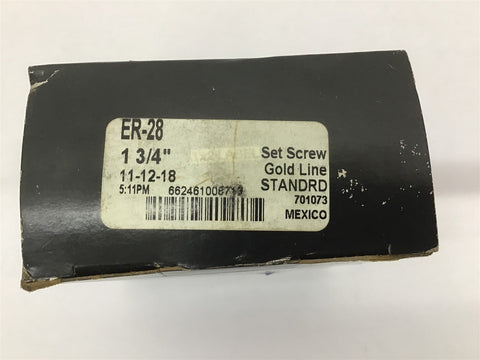 ER-28
1 3/4"
Set Screw
11-12-18
Gold Line
5:11PM
STANDRD
701073
MEXICO